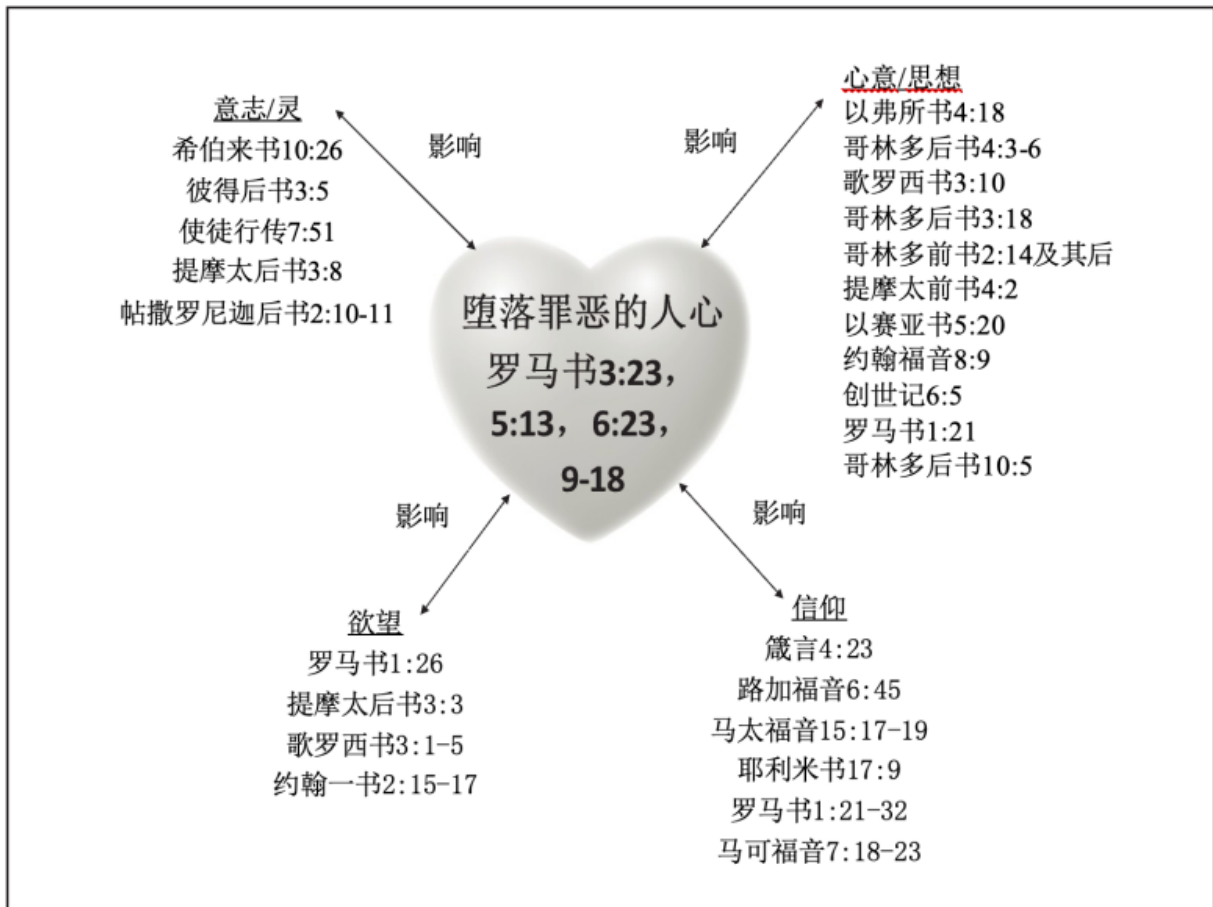 意志/灵
希伯来书10:26
彼得后书3:5
使徒行传7:51
提摩太后书3:8
帖撒罗尼迦后书2:10-11
影响
影响
心意/思想
以弗所书4:18
哥林多后书4:3-6
歌罗西书3:10
哥林多后书3:18
哥林多前书2:14及其后
提摩太前书4:2
以赛亚书5:20
约翰福音8:9
创世记6:5
罗马书1:21
哥林多后书10:5
堕落罪恶的人心
罗马书3:23，
5:13，6:23，
9-18
影响
影响
欲望
罗马书1:26
提摩太后书3:3
歌罗西书3:1-5
约翰一书2:15-17
信仰
箴言4:23
路加福音6:45
马太福音15:17-19
耶利米书17:9
罗马书1:21-32
马可福音7:18-23